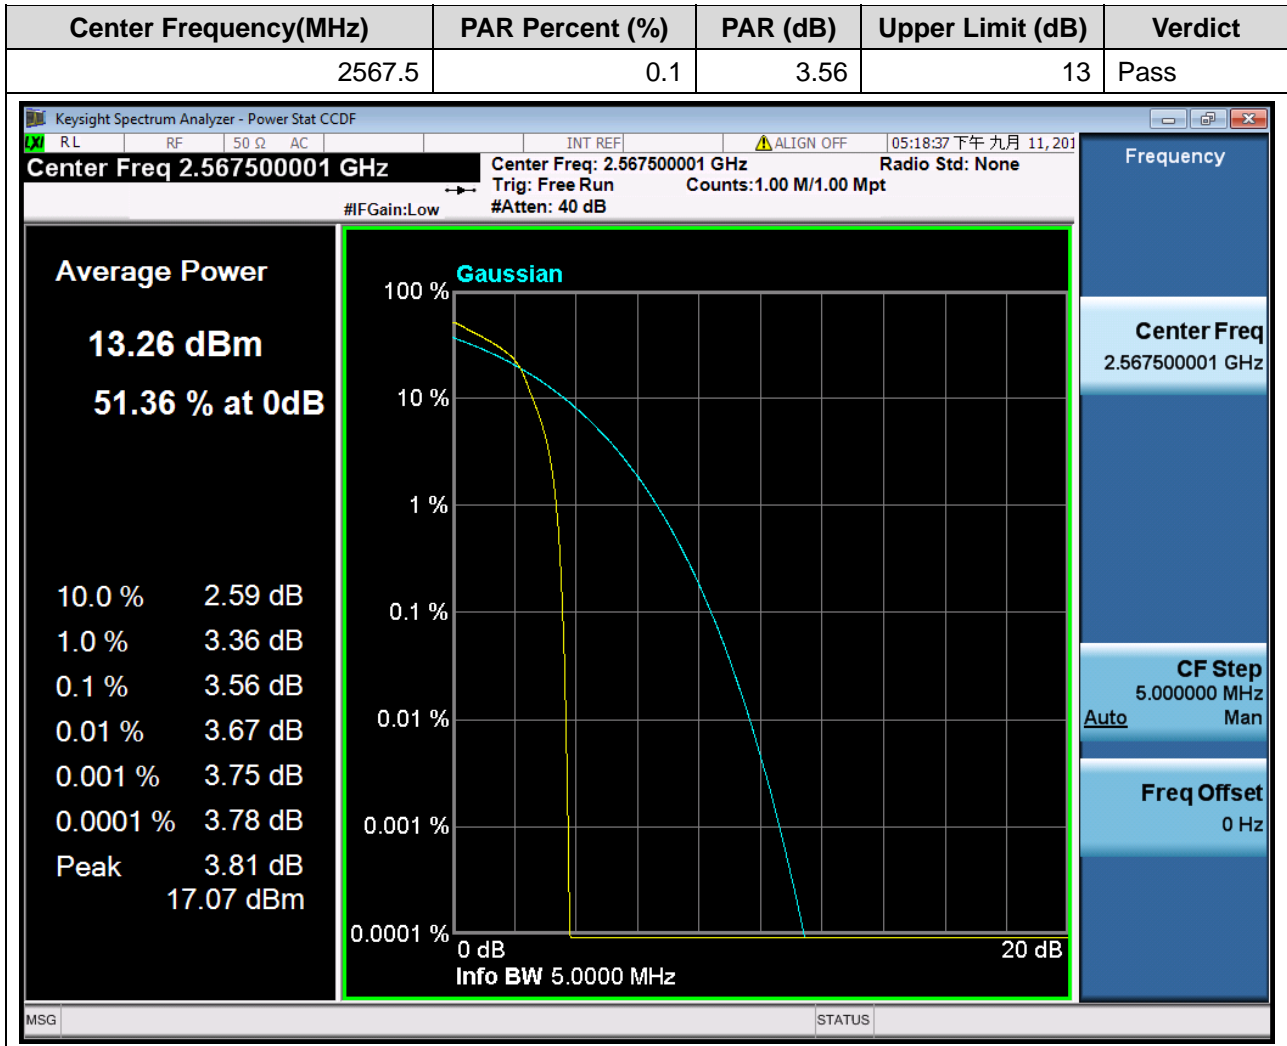 Center Frequency(MHz) PAR Percent (%) PAR (dB) Upper Limit (dB) Verdict
2567.5 0.1 3.56 13 Pass
Keysight Spectrum Analyzer - Power Stat CCDF
LXI RL RF 50 Ω AC INT REF ALIGN OFF 05:18:37 下午 九月 11, 201
Center Freq 2.567500001 GHz
Center Freq: 2.567500001 GHz Radio Std: None
Trig: Free Run Counts:1.00 M/1.00 Mpt
#IFGain:Low #Atten: 40 dB
Frequency
Average Power
13.26 dBm
51.36 % at 0dB
10.0 % 2.59 dB
1.0 % 3.36 dB
0.1 % 3.56 dB
0.01 % 3.67 dB
0.001 % 3.75 dB
0.0001 % 3.78 dB
Peak 3.81 dB
17.07 dBm
Gaussian
100 %
10 %
1 %
0.1 %
0.01 %
0.001 %
0.0001 %
0 dB 20 dB
Info BW 5.0000 MHz
Center Freq
2.567500001 GHz
CF Step
5.000000 MHz
Auto Man
Freq Offset
0 Hz
MSG STATUS